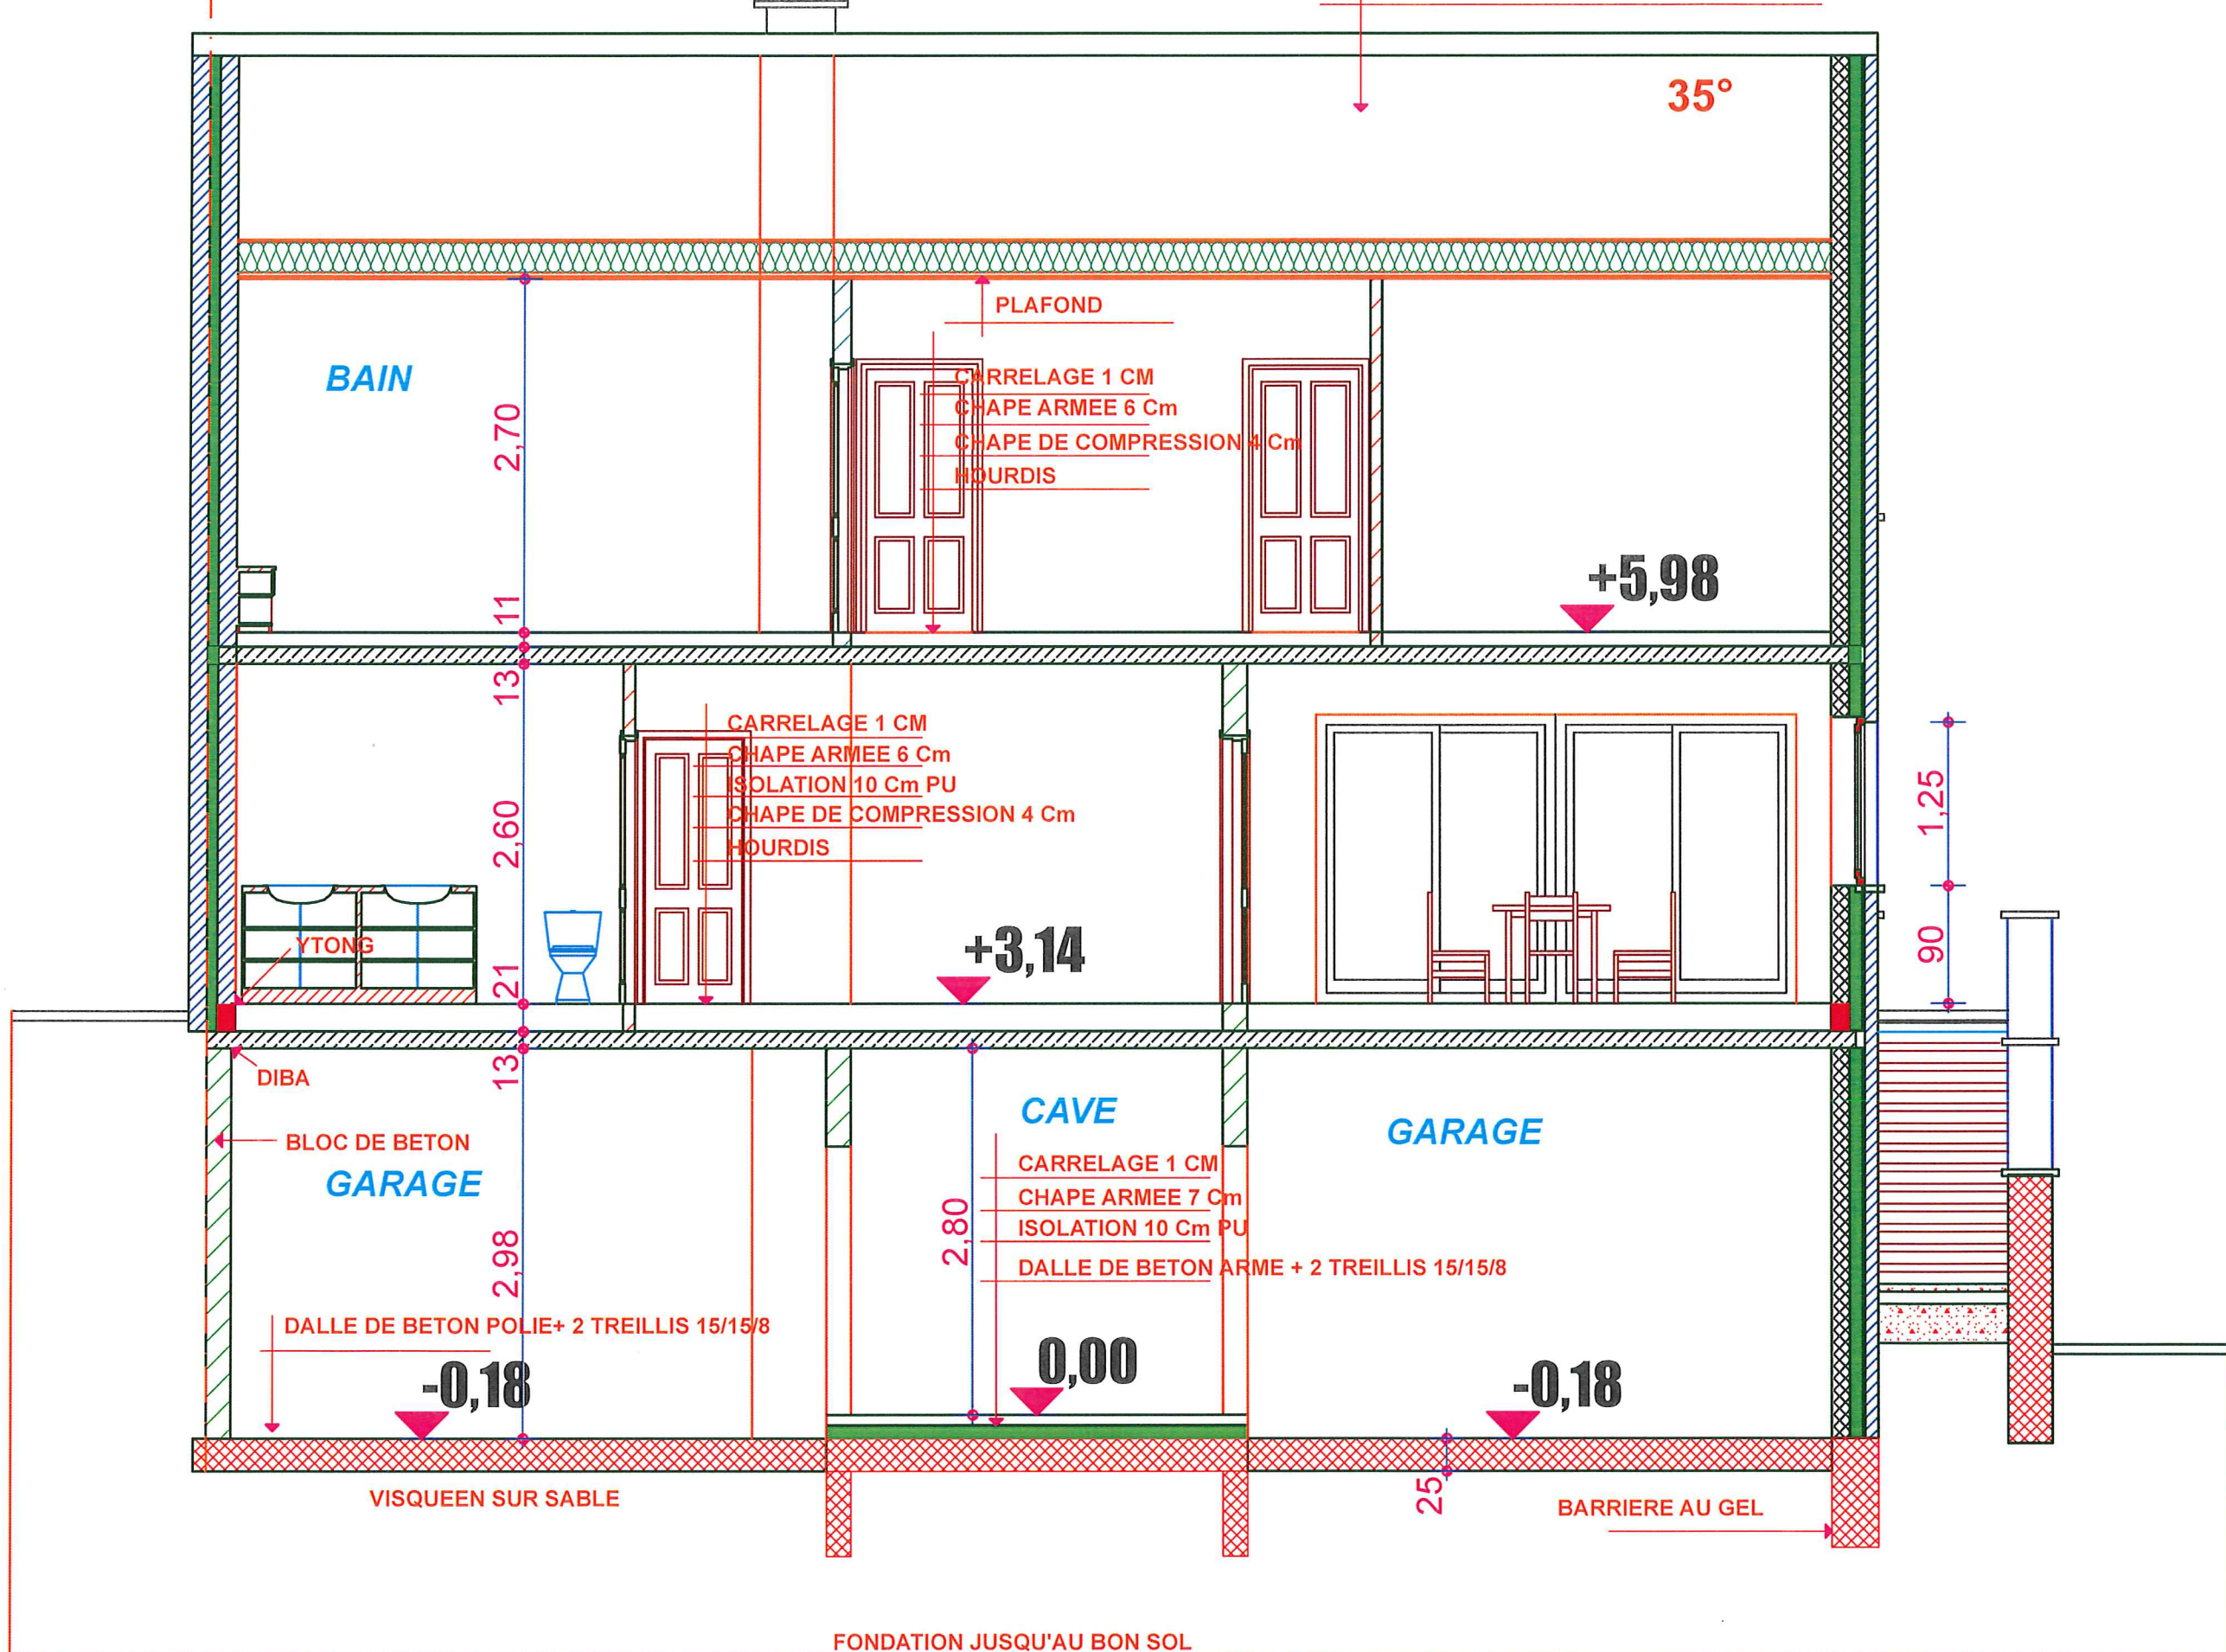 35°
PLAFOND
BAIN
CARRELAGE 1 CM
CHAPE ARMEE 6 Cm
CHAPE DE COMPRESSION 4 Cm
HOURDIS
2,70
+5,98
11
13
CARRELAGE 1 CM
CHAPE ARMEE 6 Cm
ISOLATION 10 Cm PU
CHAPE DE COMPRESSION 4 Cm
HOURDIS
2,60
1,25
90
YTONG
+3,14
21
13
DIBA
BLOC DE BETON
GARAGE
CAVE
GARAGE
CARRELAGE 1 CM
CHAPE ARMEE 7 Cm
ISOLATION 10 Cm PU
DALLE DE BETON ARME + 2 TREILLIS 15/15/8
2,80
2,98
DALLE DE BETON POLIE+ 2 TREILLIS 15/15/8
-0,18
0,00
-0,18
25
VISQUEEN SUR SABLE
BARRIERE AU GEL
FONDATION JUSQU'AU BON SOL